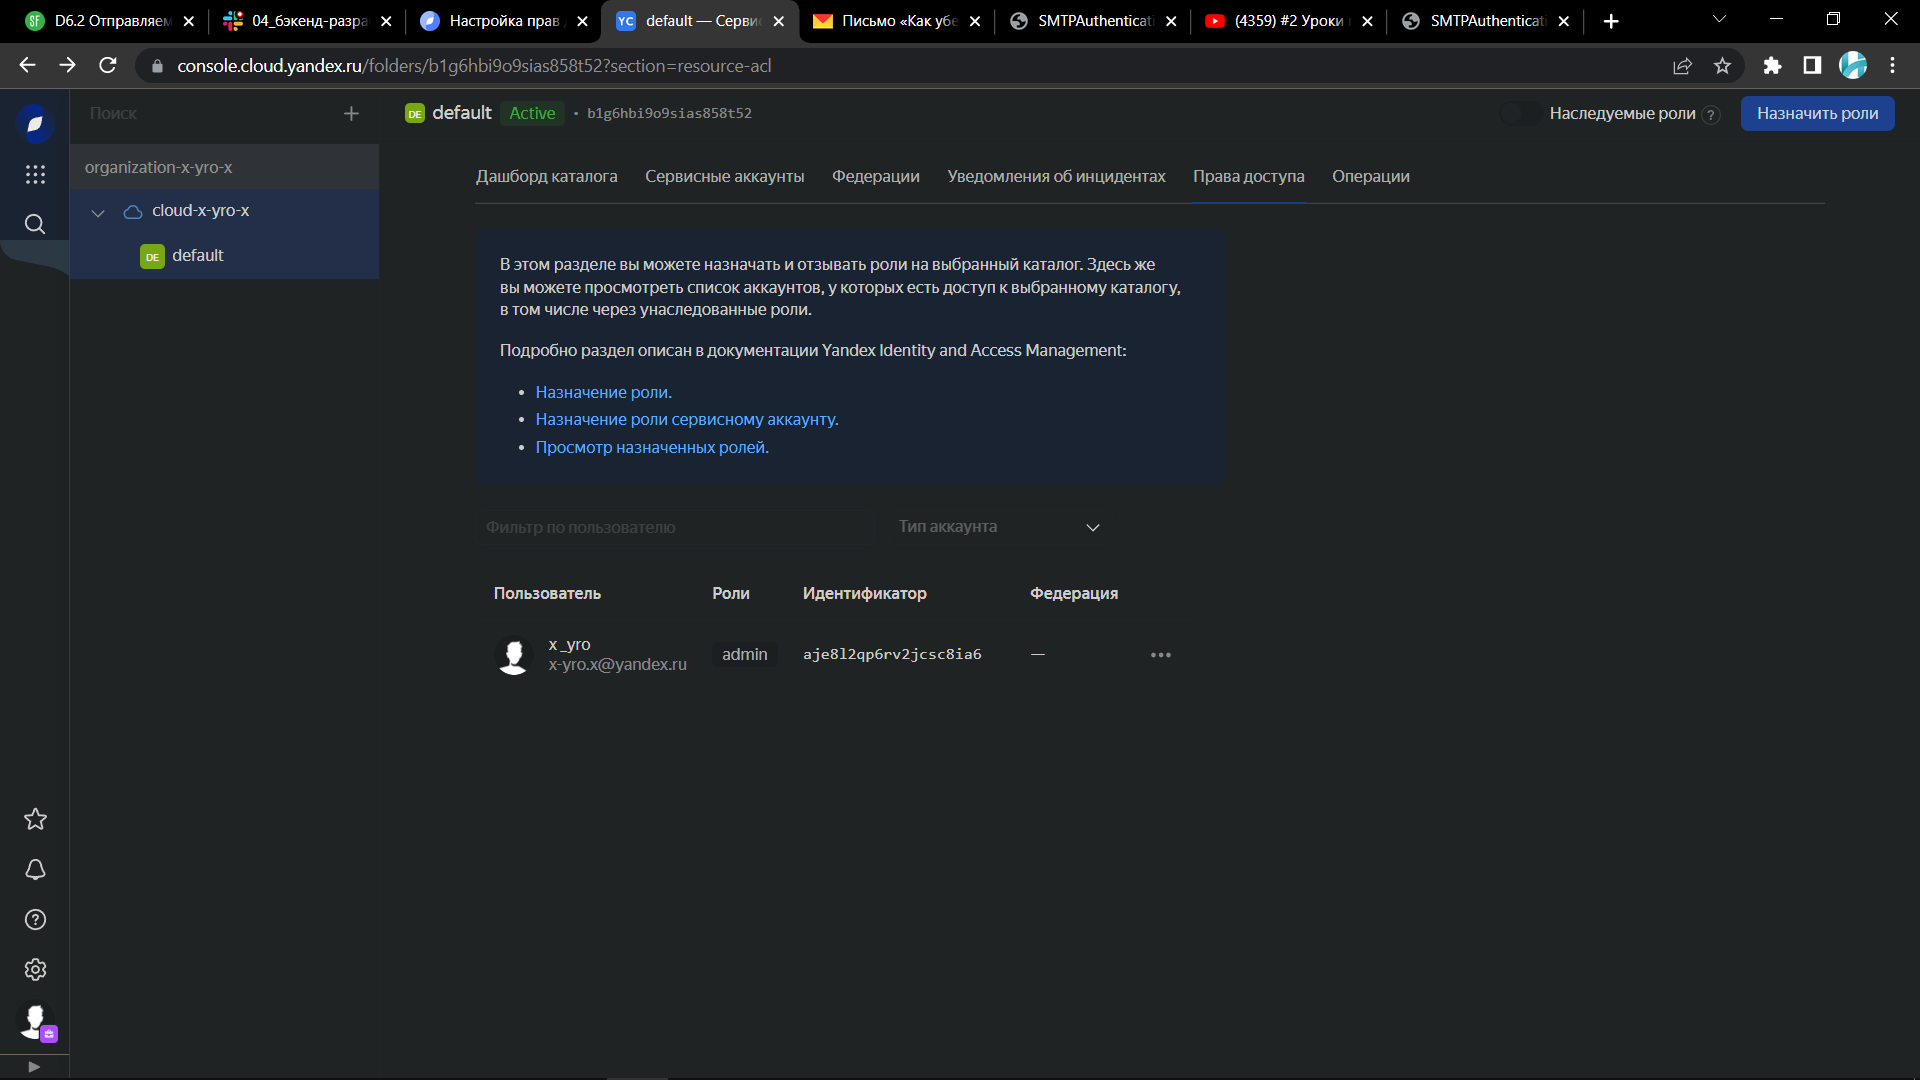 D6.2 Отправляем
04_бэкенд-разра
Настройка прав
default — Серви
Письмо «Как убе
SMTPAuthenticati
(4359) #2 Уроки
SMTPAuthenticati
console.cloud.yandex.ru/folders/b1g6hbi9o9sias858t52?section=resource-acl
Поиск
DE default Active • b1g6hbi9o9sias858t52
Наследуемые роли ?
Назначить роли
organization-x-yro-x
cloud-x-yro-x
DE default
Дашборд каталога Сервисные аккаунты Федерации Уведомления об инцидентах Права доступа Операции
В этом разделе вы можете назначать и отзывать роли на выбранный каталог. Здесь же
вы можете просмотреть список аккаунтов, у которых есть доступ к выбранному каталогу,
в том числе через унаследованные роли.
Подробно раздел описан в документации Yandex Identity and Access Management:
• Назначение роли.
• Назначение роли сервисному аккаунту.
• Просмотр назначенных ролей.
Фильтр по пользователю
Тип аккаунта
Пользователь Роли Идентификатор Федерация
x _yro
x-yro.x@yandex.ru
admin
aje8l2qp6rv2jcsc8ia6
—